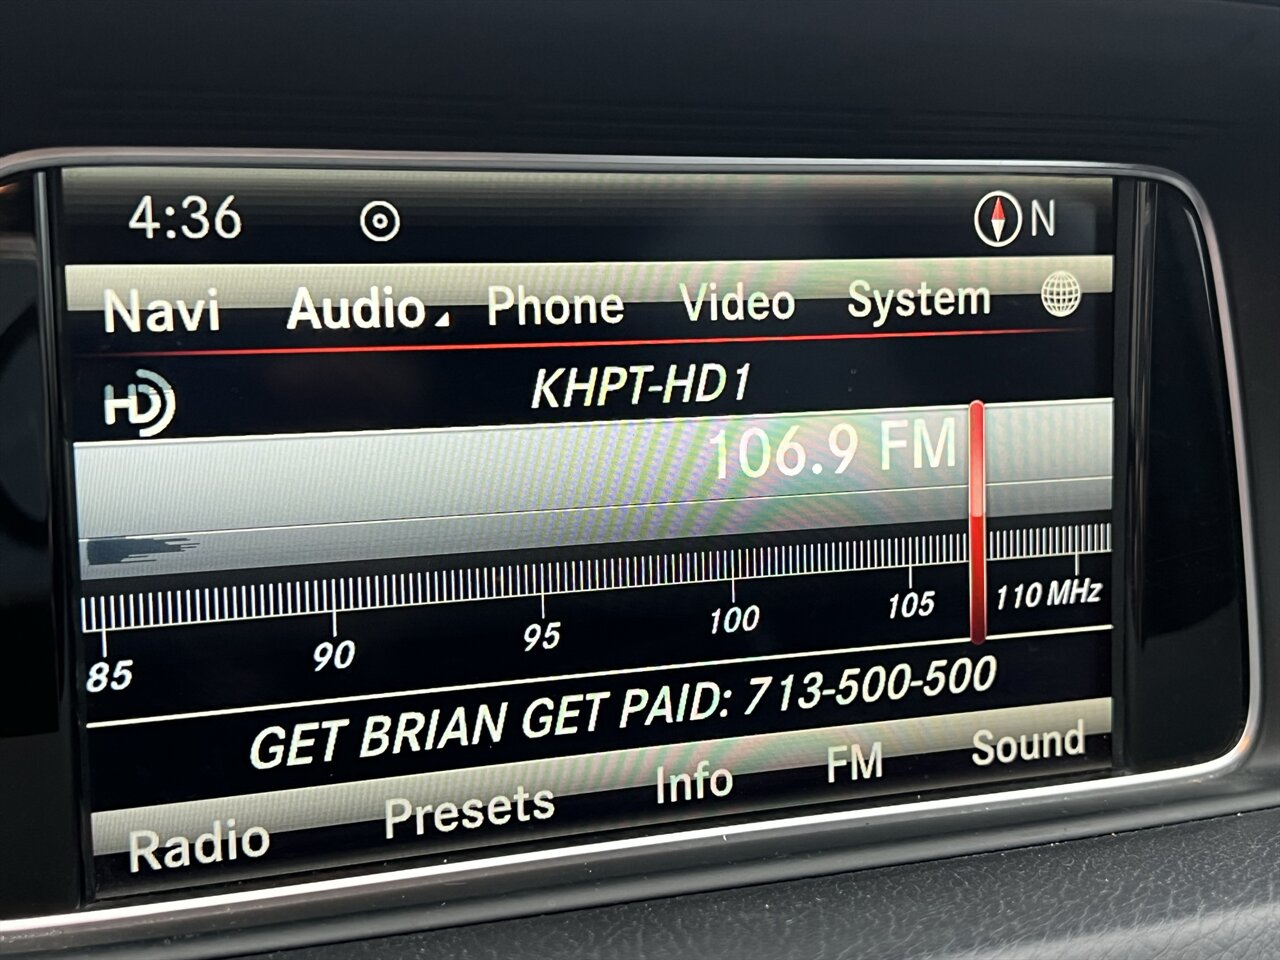 4:36 N
Navi Audio Phone Video System
HD KHPT-HD1
106.9 FM
85 90 95 100 105 110 MHz
GET BRIAN GET PAID: 713-500-500
Radio Presets Info FM Sound